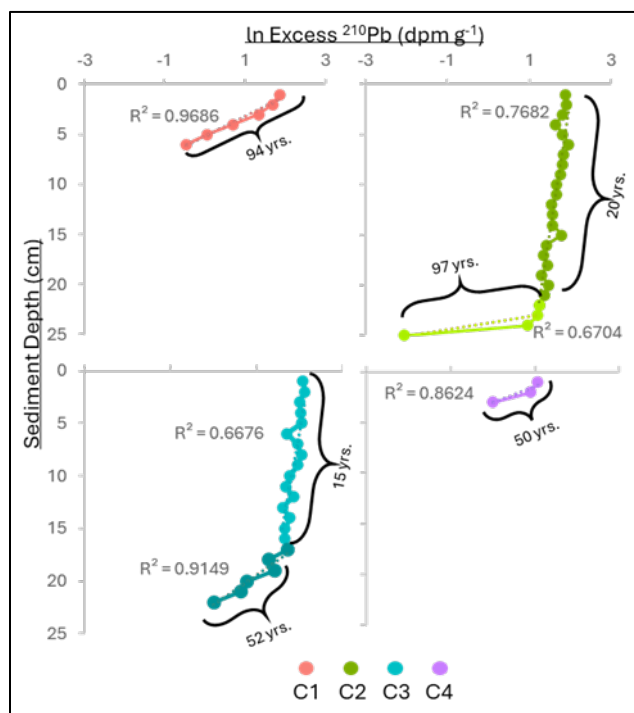 ln Excess ²¹⁰Pb (dpm g⁻¹)
-3 -1 1 3 -3 -1 1 3
Sediment Depth (cm)
0
5
10
15
20
25
R² = 0.9686
94 yrs.
R² = 0.7682
20 yrs.
97 yrs.
R² = 0.6704
0
5
10
15
20
25
R² = 0.6676
15 yrs.
R² = 0.9149
52 yrs.
R² = 0.8624
50 yrs.
C1 C2 C3 C4